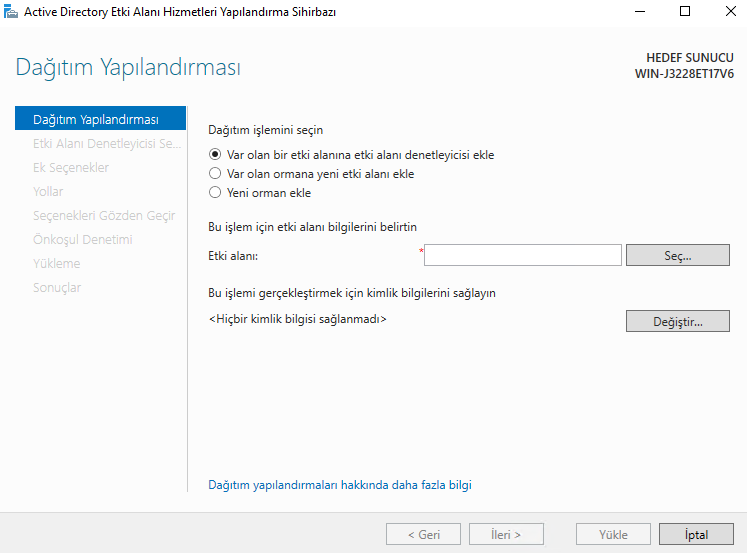 Active Directory Etki Alanı Hizmetleri Yapılandırma Sihirbazı
Dağıtım Yapılandırması
HEDEF SUNUCU
WIN-J3228ET17V6
Dağıtım Yapılandırması
Etki Alanı Denetleyicisi Se...
Ek Seçenekler
Yollar
Seçenekleri Gözden Geçir
Önkoşul Denetimi
Yükleme
Sonuçlar
Dağıtım işlemini seçin
Var olan bir etki alanına etki alanı denetleyicisi ekle
Var olan ormana yeni etki alanı ekle
Yeni orman ekle
Bu işlem için etki alanı bilgilerini belirtin
Etki alanı: * Seç...
Bu işlemi gerçekleştirmek için kimlik bilgilerini sağlayın
<Hiçbir kimlik bilgisi sağlanmadı> Değiştir...
Dağıtım yapılandırmaları hakkında daha fazla bilgi
< Geri İleri > Yükle İptal